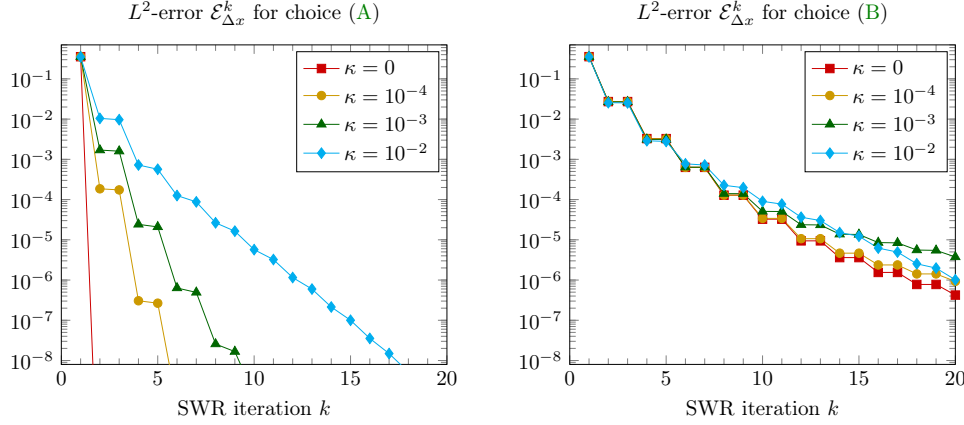 L²-error ℰᵏ_Δx for choice (A)
10⁻¹
10⁻²
10⁻³
10⁻⁴
10⁻⁵
10⁻⁶
10⁻⁷
10⁻⁸
0 5 10 15 20
SWR iteration k
κ = 0
κ = 10⁻⁴
κ = 10⁻³
κ = 10⁻²
L²-error ℰᵏ_Δx for choice (B)
10⁻¹
10⁻²
10⁻³
10⁻⁴
10⁻⁵
10⁻⁶
10⁻⁷
10⁻⁸
0 5 10 15 20
SWR iteration k
κ = 0
κ = 10⁻⁴
κ = 10⁻³
κ = 10⁻²